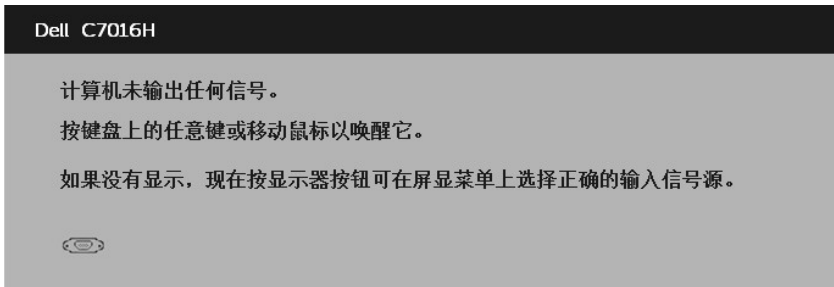 Dell C7016H
计算机未输出任何信号。
按键盘上的任意键或移动鼠标以唤醒它。
如果没有显示，现在按显示器按钮可在屏显菜单上选择正确的输入信号源。